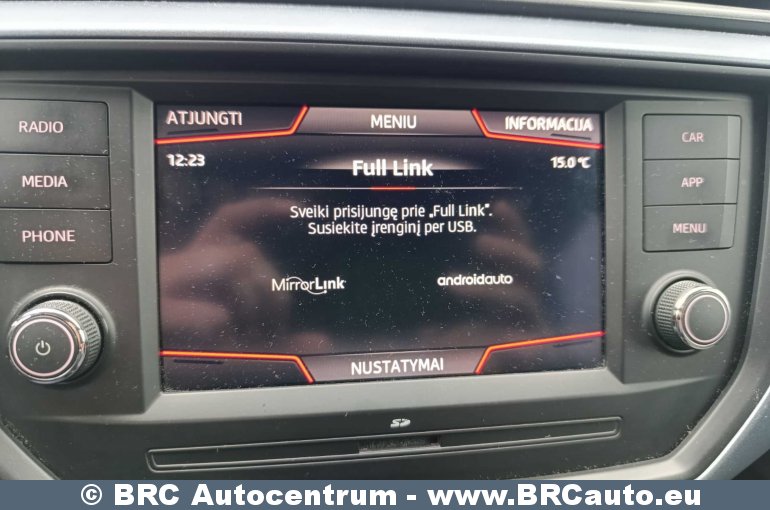 RADIO
MEDIA
PHONE
ATJUNGTI
MENIU
INFORMACIJA
12:23
Full Link
15.0 °C
Sveiki prisijungę prie „Full Link“.
Susiekite įrenginį per USB.
MirrorLink
androidauto
NUSTATYMAI
CAR
APP
MENU
SD
© BRC Autocentrum - www.BRCauto.eu